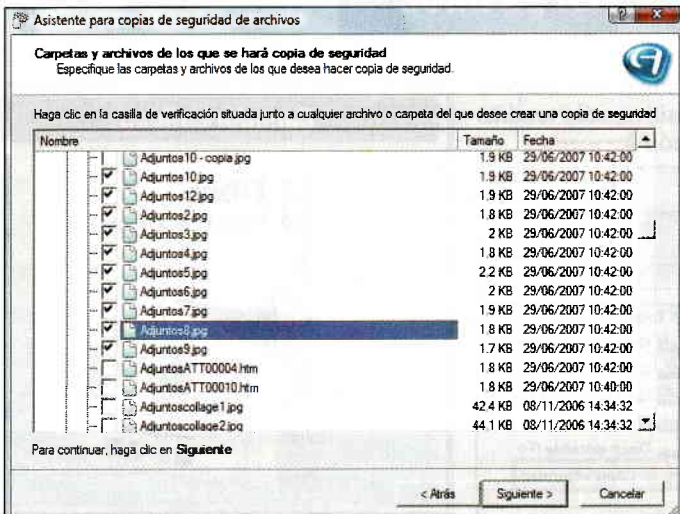 Asistente para copias de seguridad de archivos
Carpetas y archivos de los que se hará copia de seguridad
Especifique las carpetas y archivos de los que desea hacer copia de seguridad.
Haga clic en la casilla de verificación situada junto a cualquier archivo o carpeta del que desee crear una copia de seguridad
Nombre Tamaño Fecha
Adjuntos10 - copia.jpg 1.9 KB 29/06/2007 10:42:00
Adjuntos10.jpg 1.9 KB 29/06/2007 10:42:00
Adjuntos12.jpg 1.9 KB 29/06/2007 10:42:00
Adjuntos2.jpg 1.8 KB 29/06/2007 10:42:00
Adjuntos3.jpg 2 KB 29/06/2007 10:42:00
Adjuntos4.jpg 1.8 KB 29/06/2007 10:42:00
Adjuntos5.jpg 2.2 KB 29/06/2007 10:42:00
Adjuntos6.jpg 2 KB 29/06/2007 10:42:00
Adjuntos7.jpg 1.9 KB 29/06/2007 10:42:00
Adjuntos8.jpg 1.8 KB 29/06/2007 10:42:00
Adjuntos9.jpg 1.7 KB 29/06/2007 10:42:00
AdjuntosATT00004.htm 1.8 KB 29/06/2007 10:42:00
AdjuntosATT00010.htm 1.8 KB 29/06/2007 10:40:00
Adjuntoscollage1.jpg 42.4 KB 08/11/2006 14:34:32
Adjuntoscollage2.jpg 44.1 KB 08/11/2006 14:34:32
Para continuar, haga clic en Siguiente
< Atrás Siguiente > Cancelar